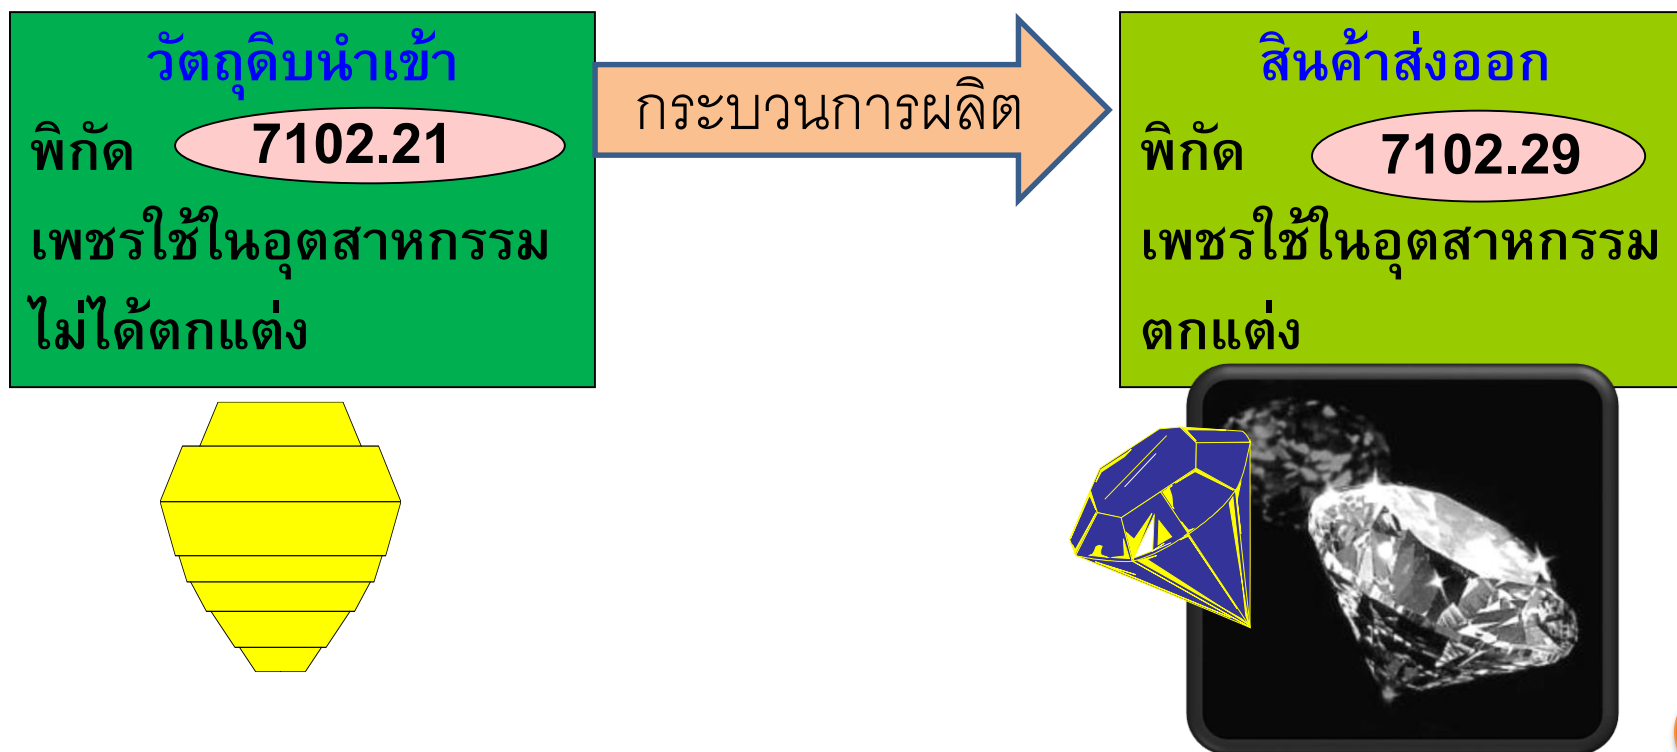 วัตถุดิบนำเข้า
พิกัด 7102.21
เพชรใช้ในอุตสาหกรรม
ไม่ได้ตกแต่ง
กระบวนการผลิต
สินค้าส่งออก
พิกัด 7102.29
เพชรใช้ในอุตสาหกรรม
ตกแต่ง